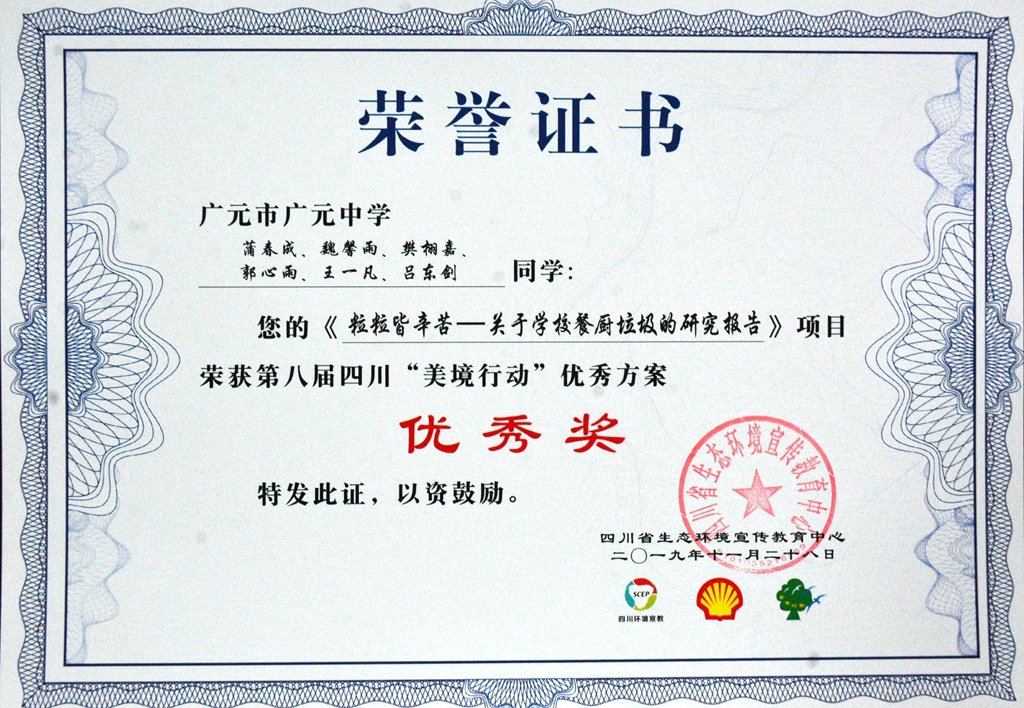 荣誉证书
广元市广元中学
蒲春成、魏馨雨、樊栩嘉、
郭心雨、王一凡、吕东创
同学：
您的《粒粒皆辛苦——关于学校餐厨垃圾的研究报告》项目
荣获第八届四川“美境行动”优秀方案
优秀奖
特发此证，以资鼓励。
四川省生态环境宣传教育中心
四川省生态环境宣传教育中心
二〇一九年十一月二十八日
SCEP
四川环境宣教